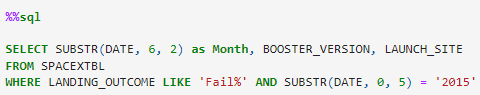 %%sql
SELECT SUBSTR(DATE, 6, 2) as Month, BOOSTER_VERSION, LAUNCH_SITE
FROM SPACEXTBL
WHERE LANDING_OUTCOME LIKE 'Fail%' AND SUBSTR(DATE, 0, 5) = '2015'